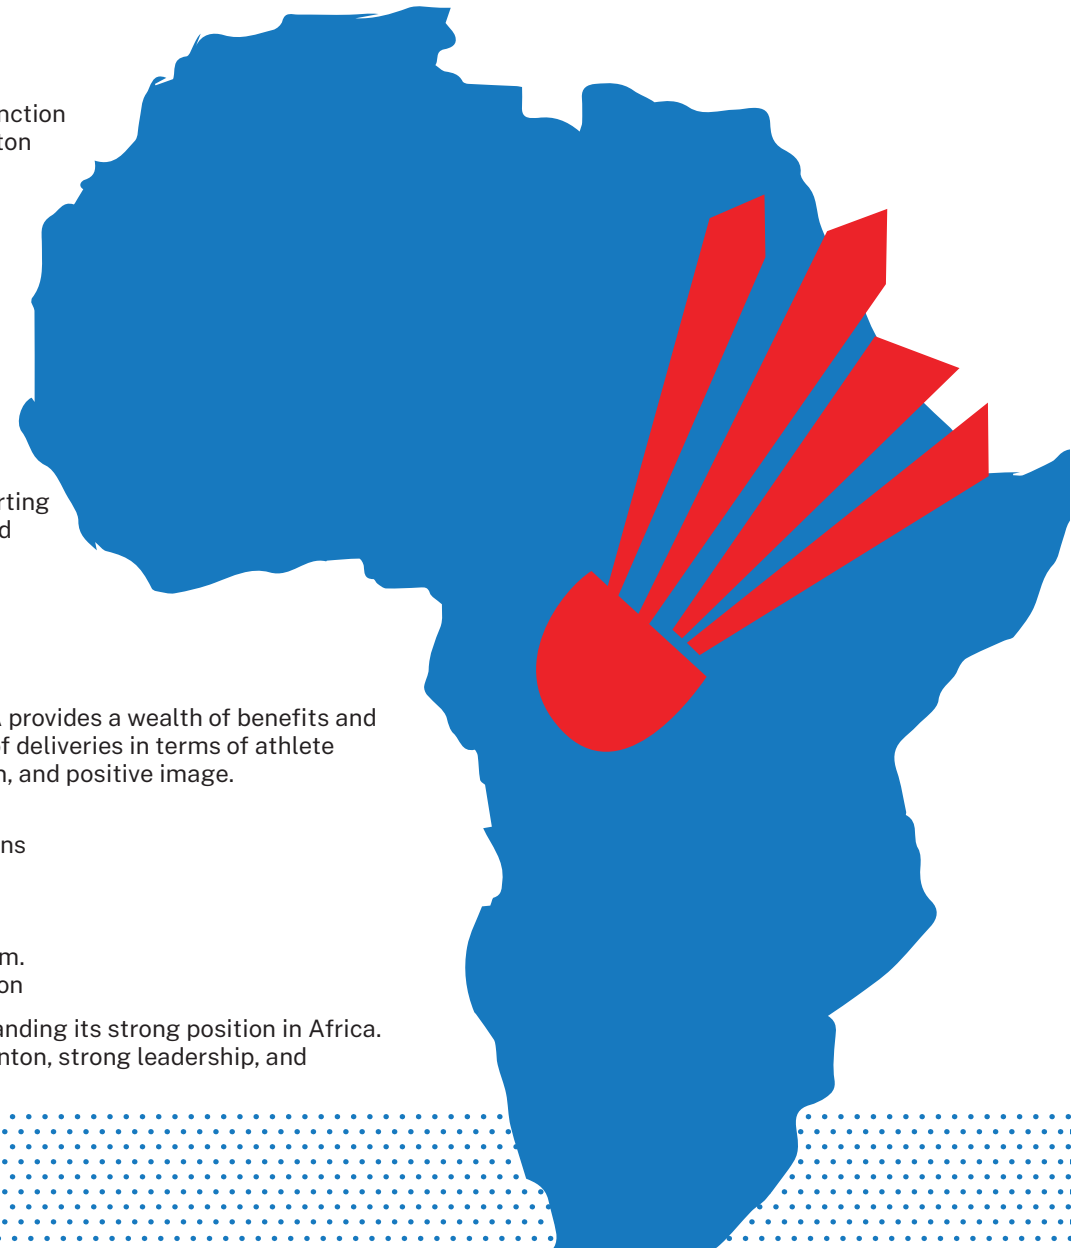 nction
ton
rting
d
provides a wealth of benefits and
of deliveries in terms of athlete
n, and positive image.
ns
m.
on
anding its strong position in Africa.
nton, strong leadership, and